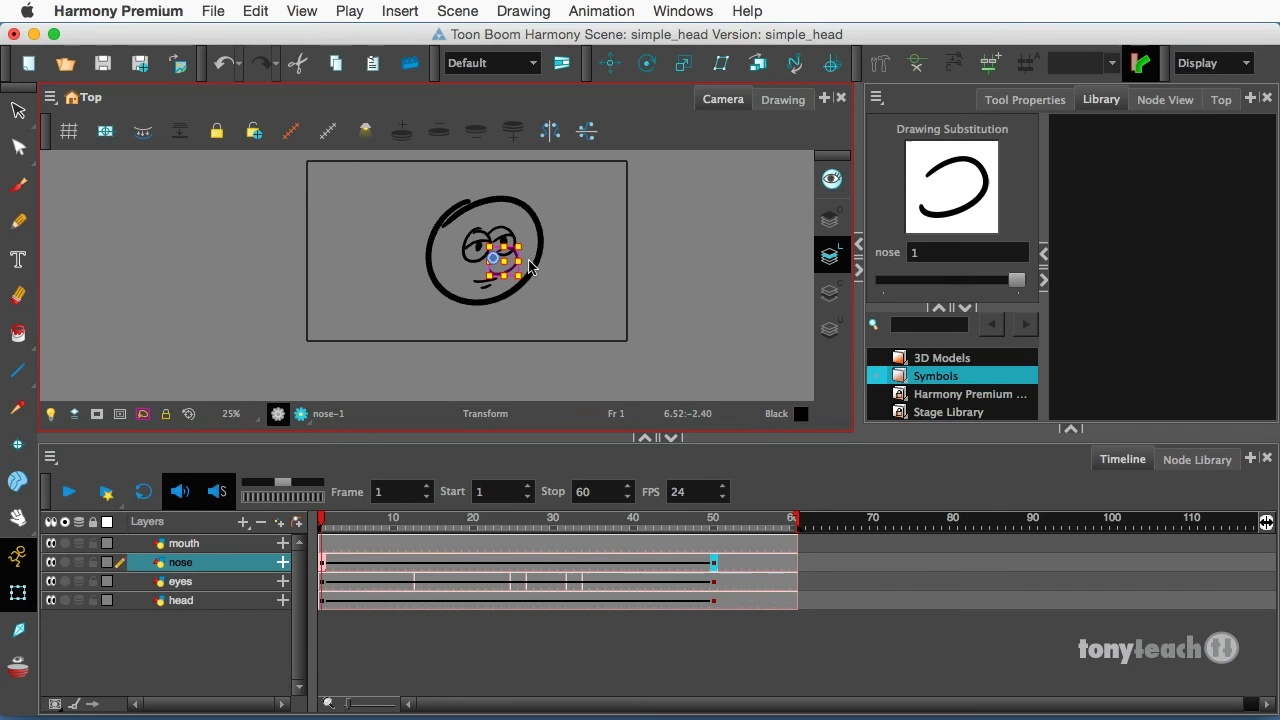 Harmony Premium File Edit View Play Insert Scene Drawing Animation Windows Help
Toon Boom Harmony Scene: simple_head Version: simple_head
Default
Display
Top
Camera Drawing
Tool Properties Library Node View Top
Drawing Substitution
nose 1
3D Models
Symbols
Harmony Premium ...
Stage Library
25% nose-1 Transform Fr 1 6.52:-2.40 Black
Timeline Node Library
S Frame 1 Start 1 Stop 60 FPS 24
Layers 10 20 30 40 50 6 70 80 90 100 110
mouth
nose
eyes
head
tonyteach tt